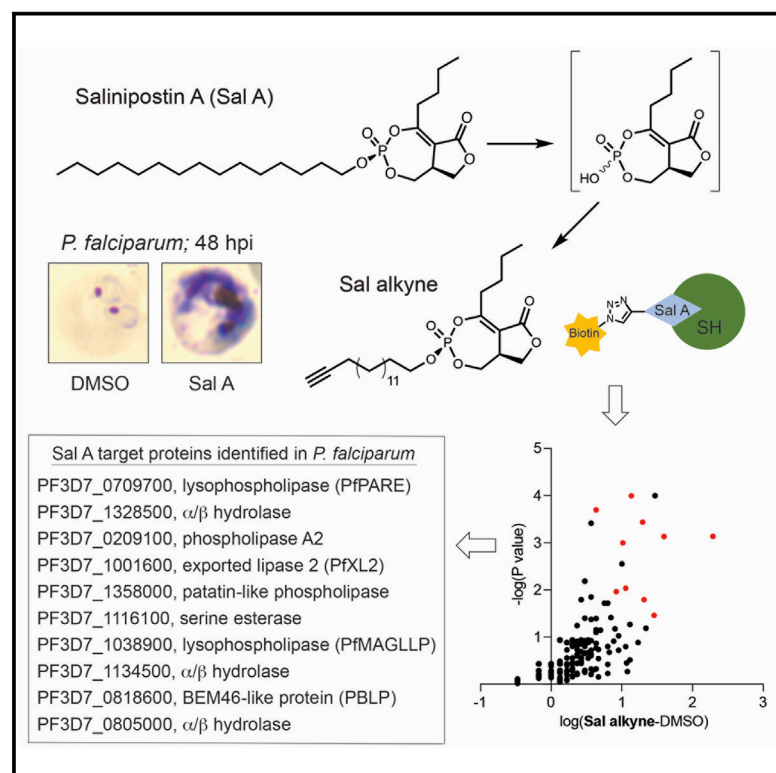 Salinipostin A (Sal A)
O
O
O
P
O
O
O
O
O
O
P
HO
O
O
O
P. falciparum; 48 hpi
DMSO
Sal A
Sal alkyne
O
O
O
P
O
O
O
O
11
Biotin
N
N
N
Sal A
SH
Sal A target proteins identified in P. falciparum
PF3D7_0709700, lysophospholipase (PfPARE)
PF3D7_1328500, α/β hydrolase
PF3D7_0209100, phospholipase A2
PF3D7_1001600, exported lipase 2 (PfXL2)
PF3D7_1358000, patatin-like phospholipase
PF3D7_1116100, serine esterase
PF3D7_1038900, lysophospholipase (PfMAGLLP)
PF3D7_1134500, α/β hydrolase
PF3D7_0818600, BEM46-like protein (PBLP)
PF3D7_0805000, α/β hydrolase
5
4
3
2
1
-log(P value)
-1
0
1
2
3
log(Sal alkyne-DMSO)